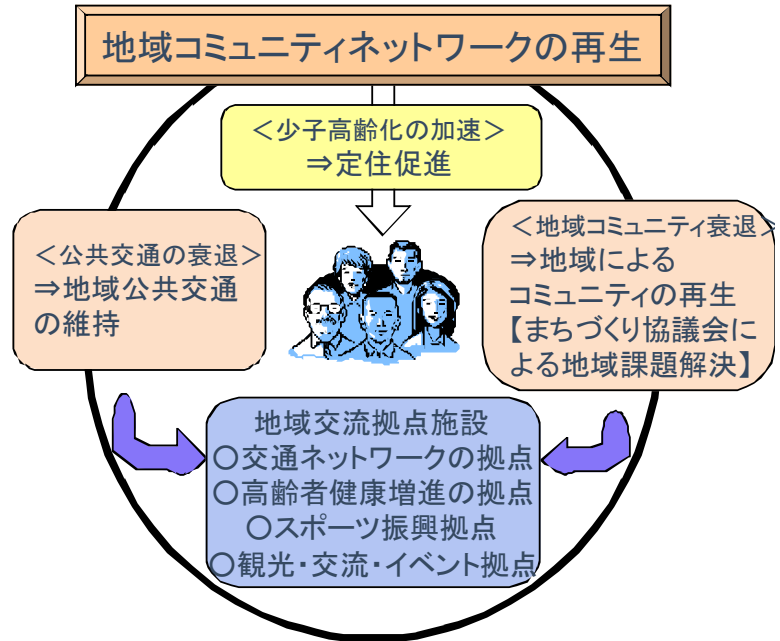 地域コミュニティネットワークの再生
＜少子高齢化の加速＞
⇒定住促進
＜公共交通の衰退＞
⇒地域公共交通
の維持
＜地域コミュニティ衰退＞
⇒地域による
コミュニティの再生
【まちづくり協議会に
よる地域課題解決】
地域交流拠点施設
○交通ネットワークの拠点
○高齢者健康増進の拠点
○スポーツ振興拠点
○観光・交流・イベント拠点